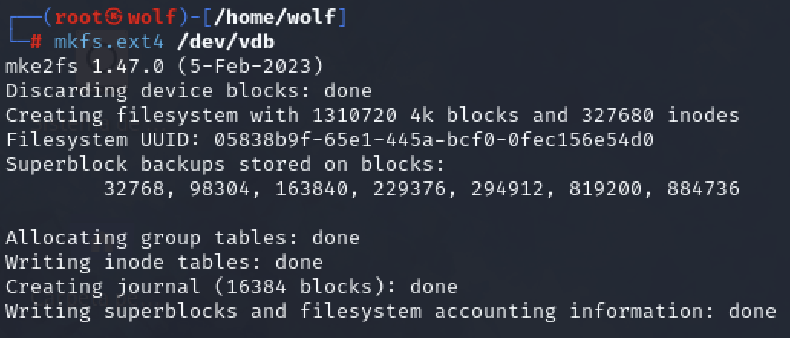 ┌──(root㉿wolf)-[/home/wolf]
└─# mkfs.ext4 /dev/vdb
mke2fs 1.47.0 (5-Feb-2023)
Discarding device blocks: done
Creating filesystem with 1310720 4k blocks and 327680 inodes
Filesystem UUID: 05838b9f-65e1-445a-bcf0-0fec156e54d0
Superblock backups stored on blocks:
        32768, 98304, 163840, 229376, 294912, 819200, 884736

Allocating group tables: done
Writing inode tables: done
Creating journal (16384 blocks): done
Writing superblocks and filesystem accounting information: done